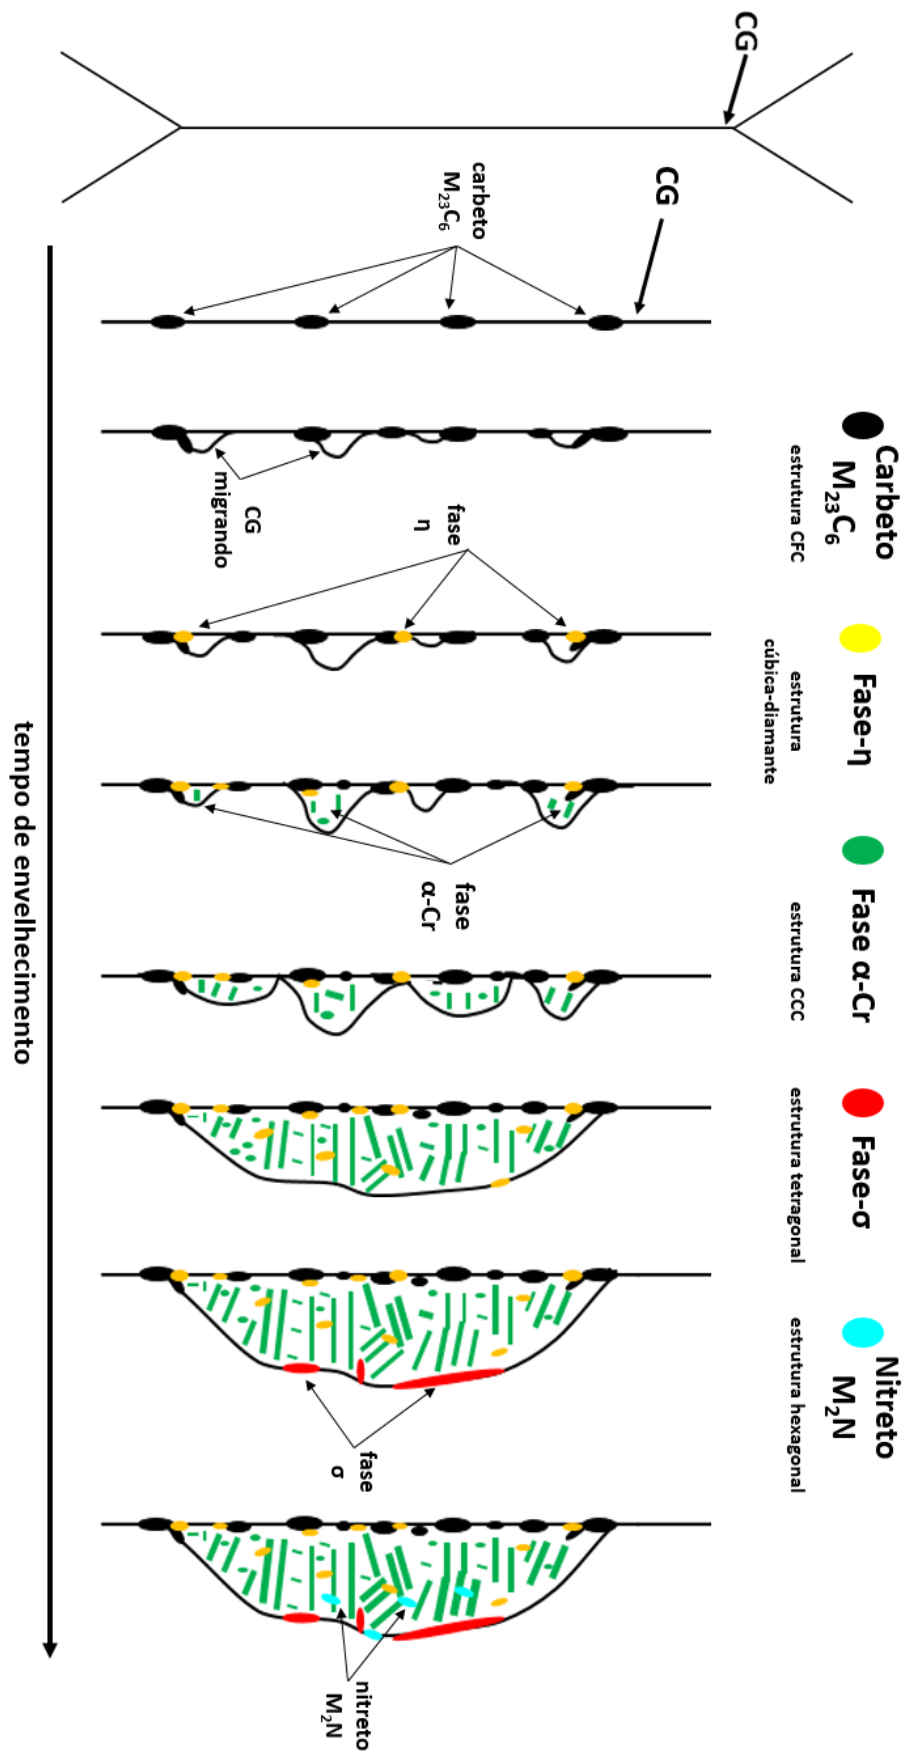 CG
CG
carbeto
M₂₃C₆
CG
migrando
fase
η
fase
α-Cr
fase
σ
nitreto
M₂N
tempo de envelhecimento
Carbeto
M₂₃C₆
estrutura CFC
Fase-η
estrutura
cúbica-diamante
Fase α-Cr
estrutura CCC
Fase-σ
estrutura tetragonal
Nitreto
M₂N
estrutura hexagonal